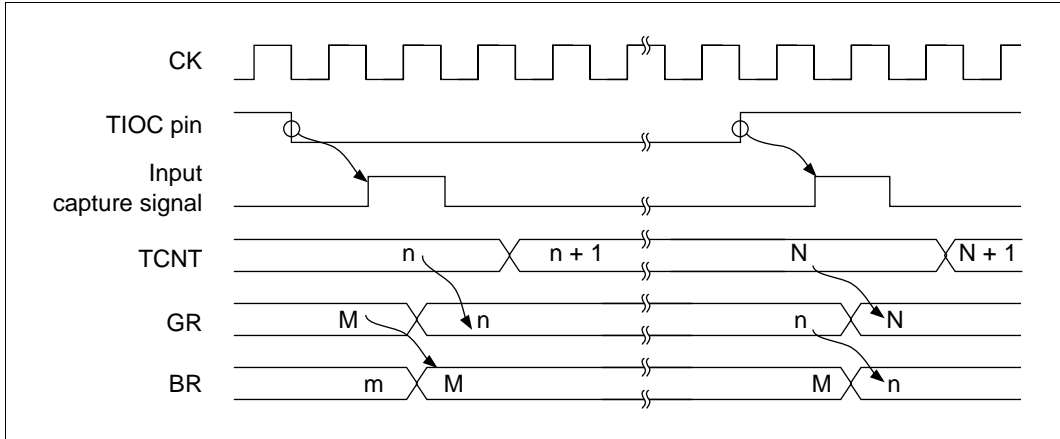 CK
TIOC pin
Input
capture signal
TCNT n n + 1 N N + 1
GR M n n N
BR m M M n